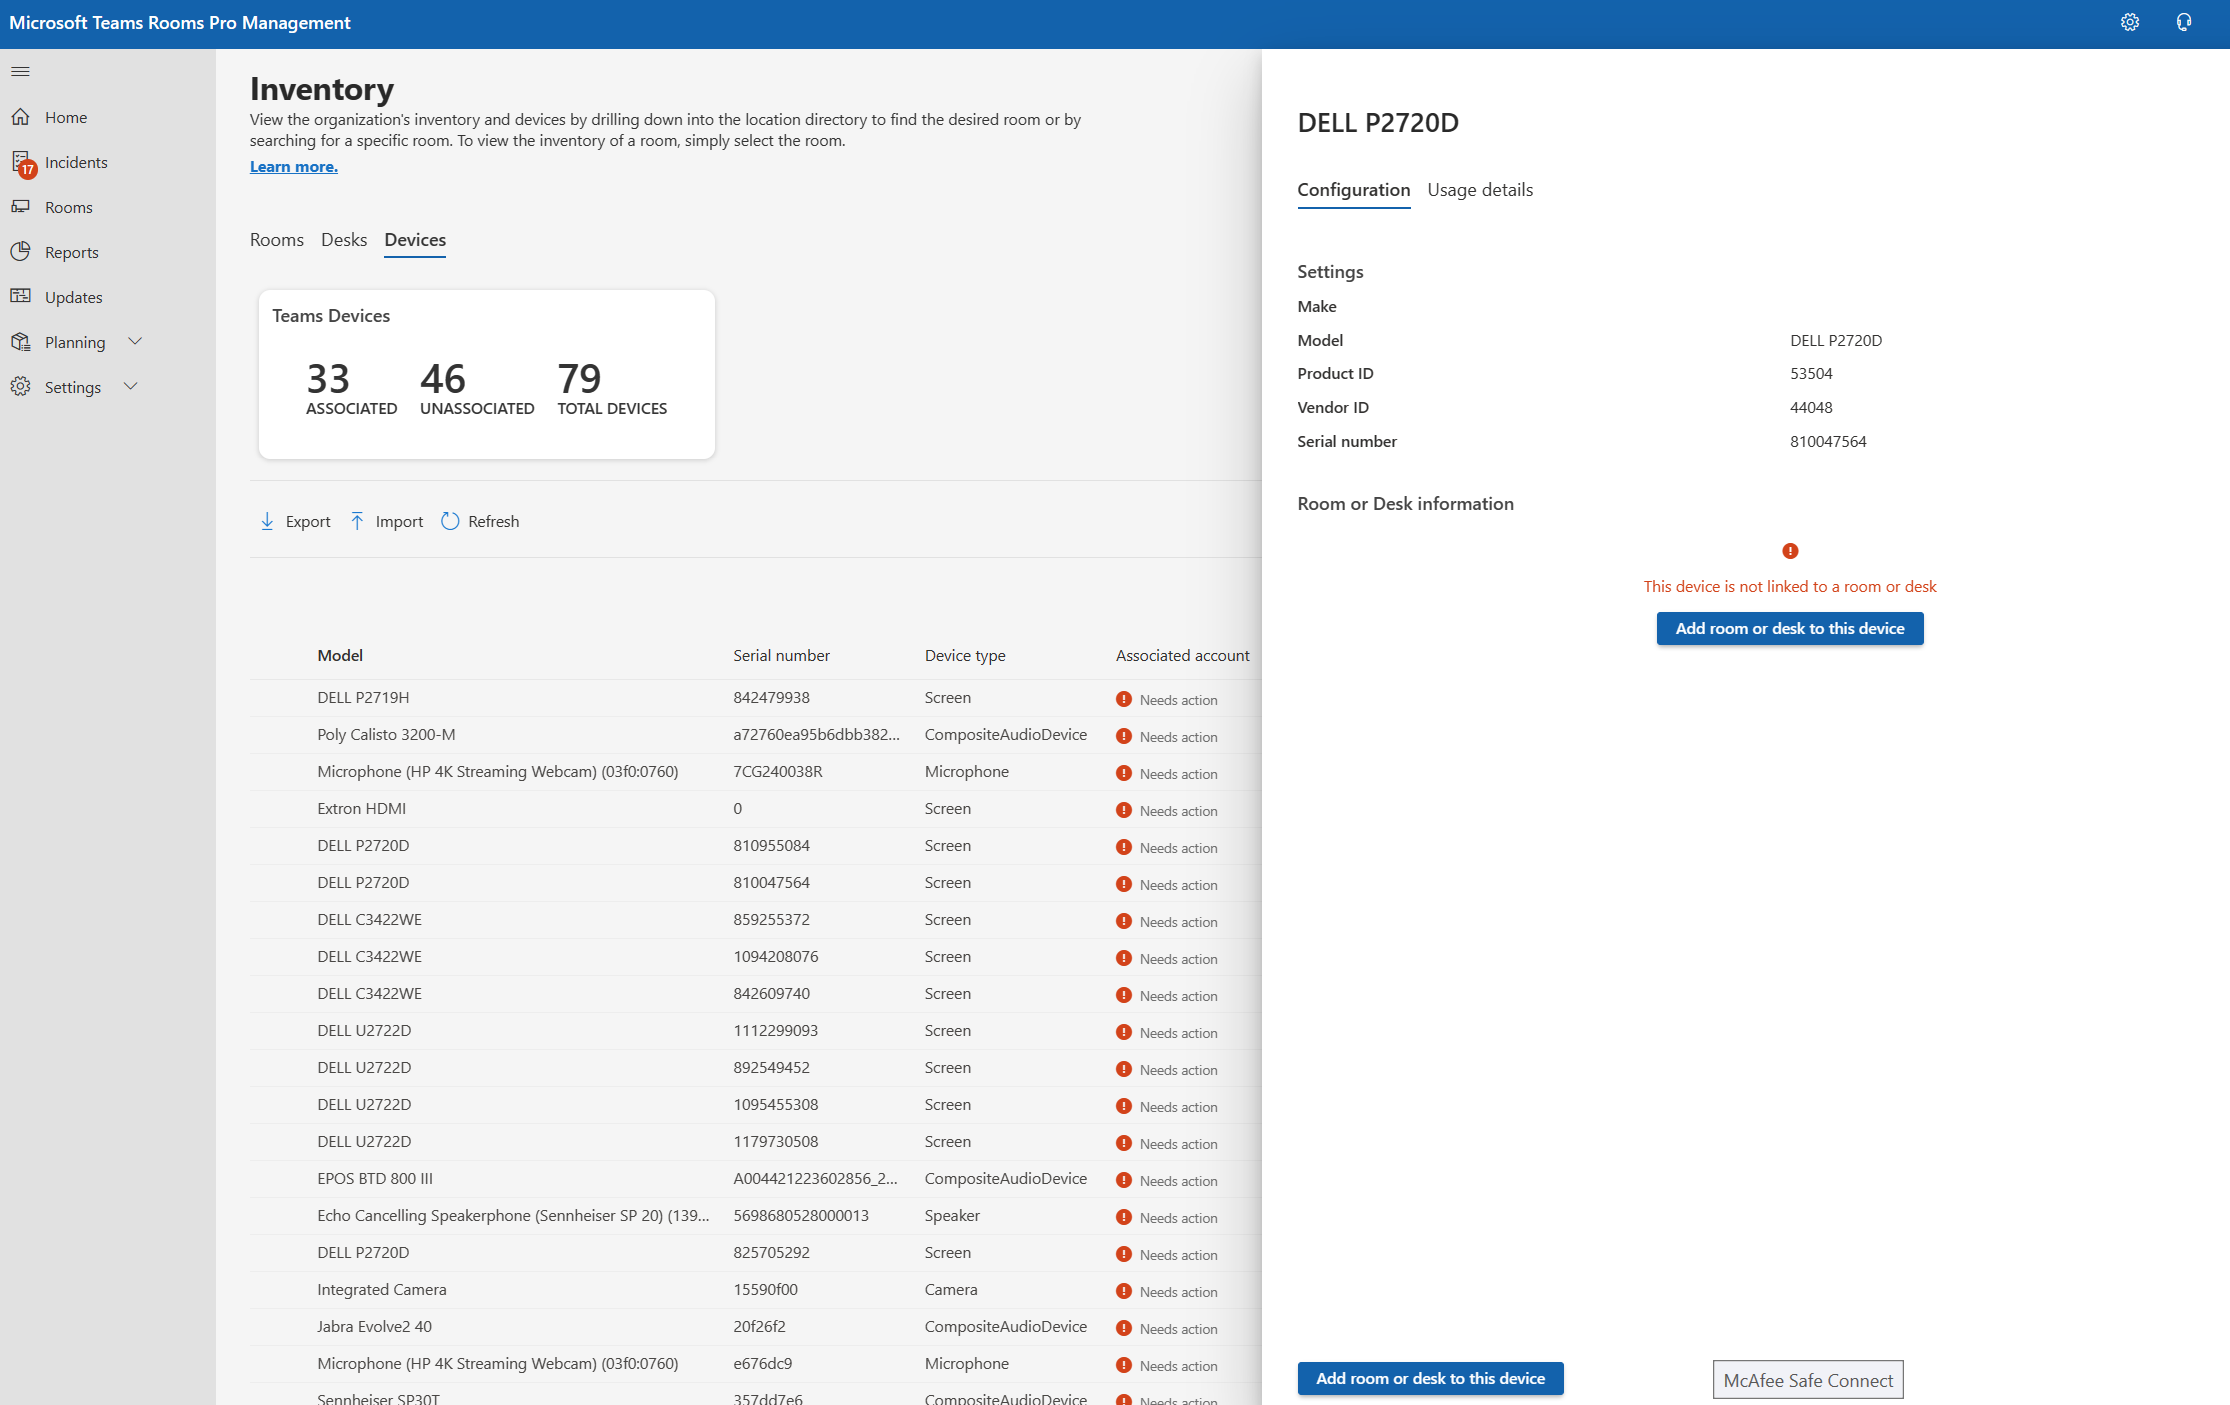 Microsoft Teams Rooms Pro Management
Home
17
Incidents
Rooms
Reports
Updates
Planning
Settings
Inventory
View the organization's inventory and devices by drilling down into the location directory to find the desired room or by
searching for a specific room. To view the inventory of a room, simply select the room.
Learn more.
Rooms Desks Devices
Teams Devices
33 46 79
ASSOCIATED UNASSOCIATED TOTAL DEVICES
Export Import Refresh
Model Serial number Device type Associated account
DELL P2719H 842479938 Screen Needs action
Poly Calisto 3200-M a72760ea95b6dbb382... CompositeAudioDevice Needs action
Microphone (HP 4K Streaming Webcam) (03f0:0760) 7CG240038R Microphone Needs action
Extron HDMI 0 Screen Needs action
DELL P2720D 810955084 Screen Needs action
DELL P2720D 810047564 Screen Needs action
DELL C3422WE 859255372 Screen Needs action
DELL C3422WE 1094208076 Screen Needs action
DELL C3422WE 842609740 Screen Needs action
DELL U2722D 1112299093 Screen Needs action
DELL U2722D 892549452 Screen Needs action
DELL U2722D 1095455308 Screen Needs action
DELL U2722D 1179730508 Screen Needs action
EPOS BTD 800 III A004421223602856_2... CompositeAudioDevice Needs action
Echo Cancelling Speakerphone (Sennheiser SP 20) (139... 5698680528000013 Speaker Needs action
DELL P2720D 825705292 Screen Needs action
Integrated Camera 15590f00 Camera Needs action
Jabra Evolve2 40 20f26f2 CompositeAudioDevice Needs action
Microphone (HP 4K Streaming Webcam) (03f0:0760) e676dc9 Microphone Needs action
Sennheiser SP30T 357dd7e6 CompositeAudioDevice Needs action
DELL P2720D
Configuration Usage details
Settings
Make
Model DELL P2720D
Product ID 53504
Vendor ID 44048
Serial number 810047564
Room or Desk information
This device is not linked to a room or desk
Add room or desk to this device
Add room or desk to this device
McAfee Safe Connect